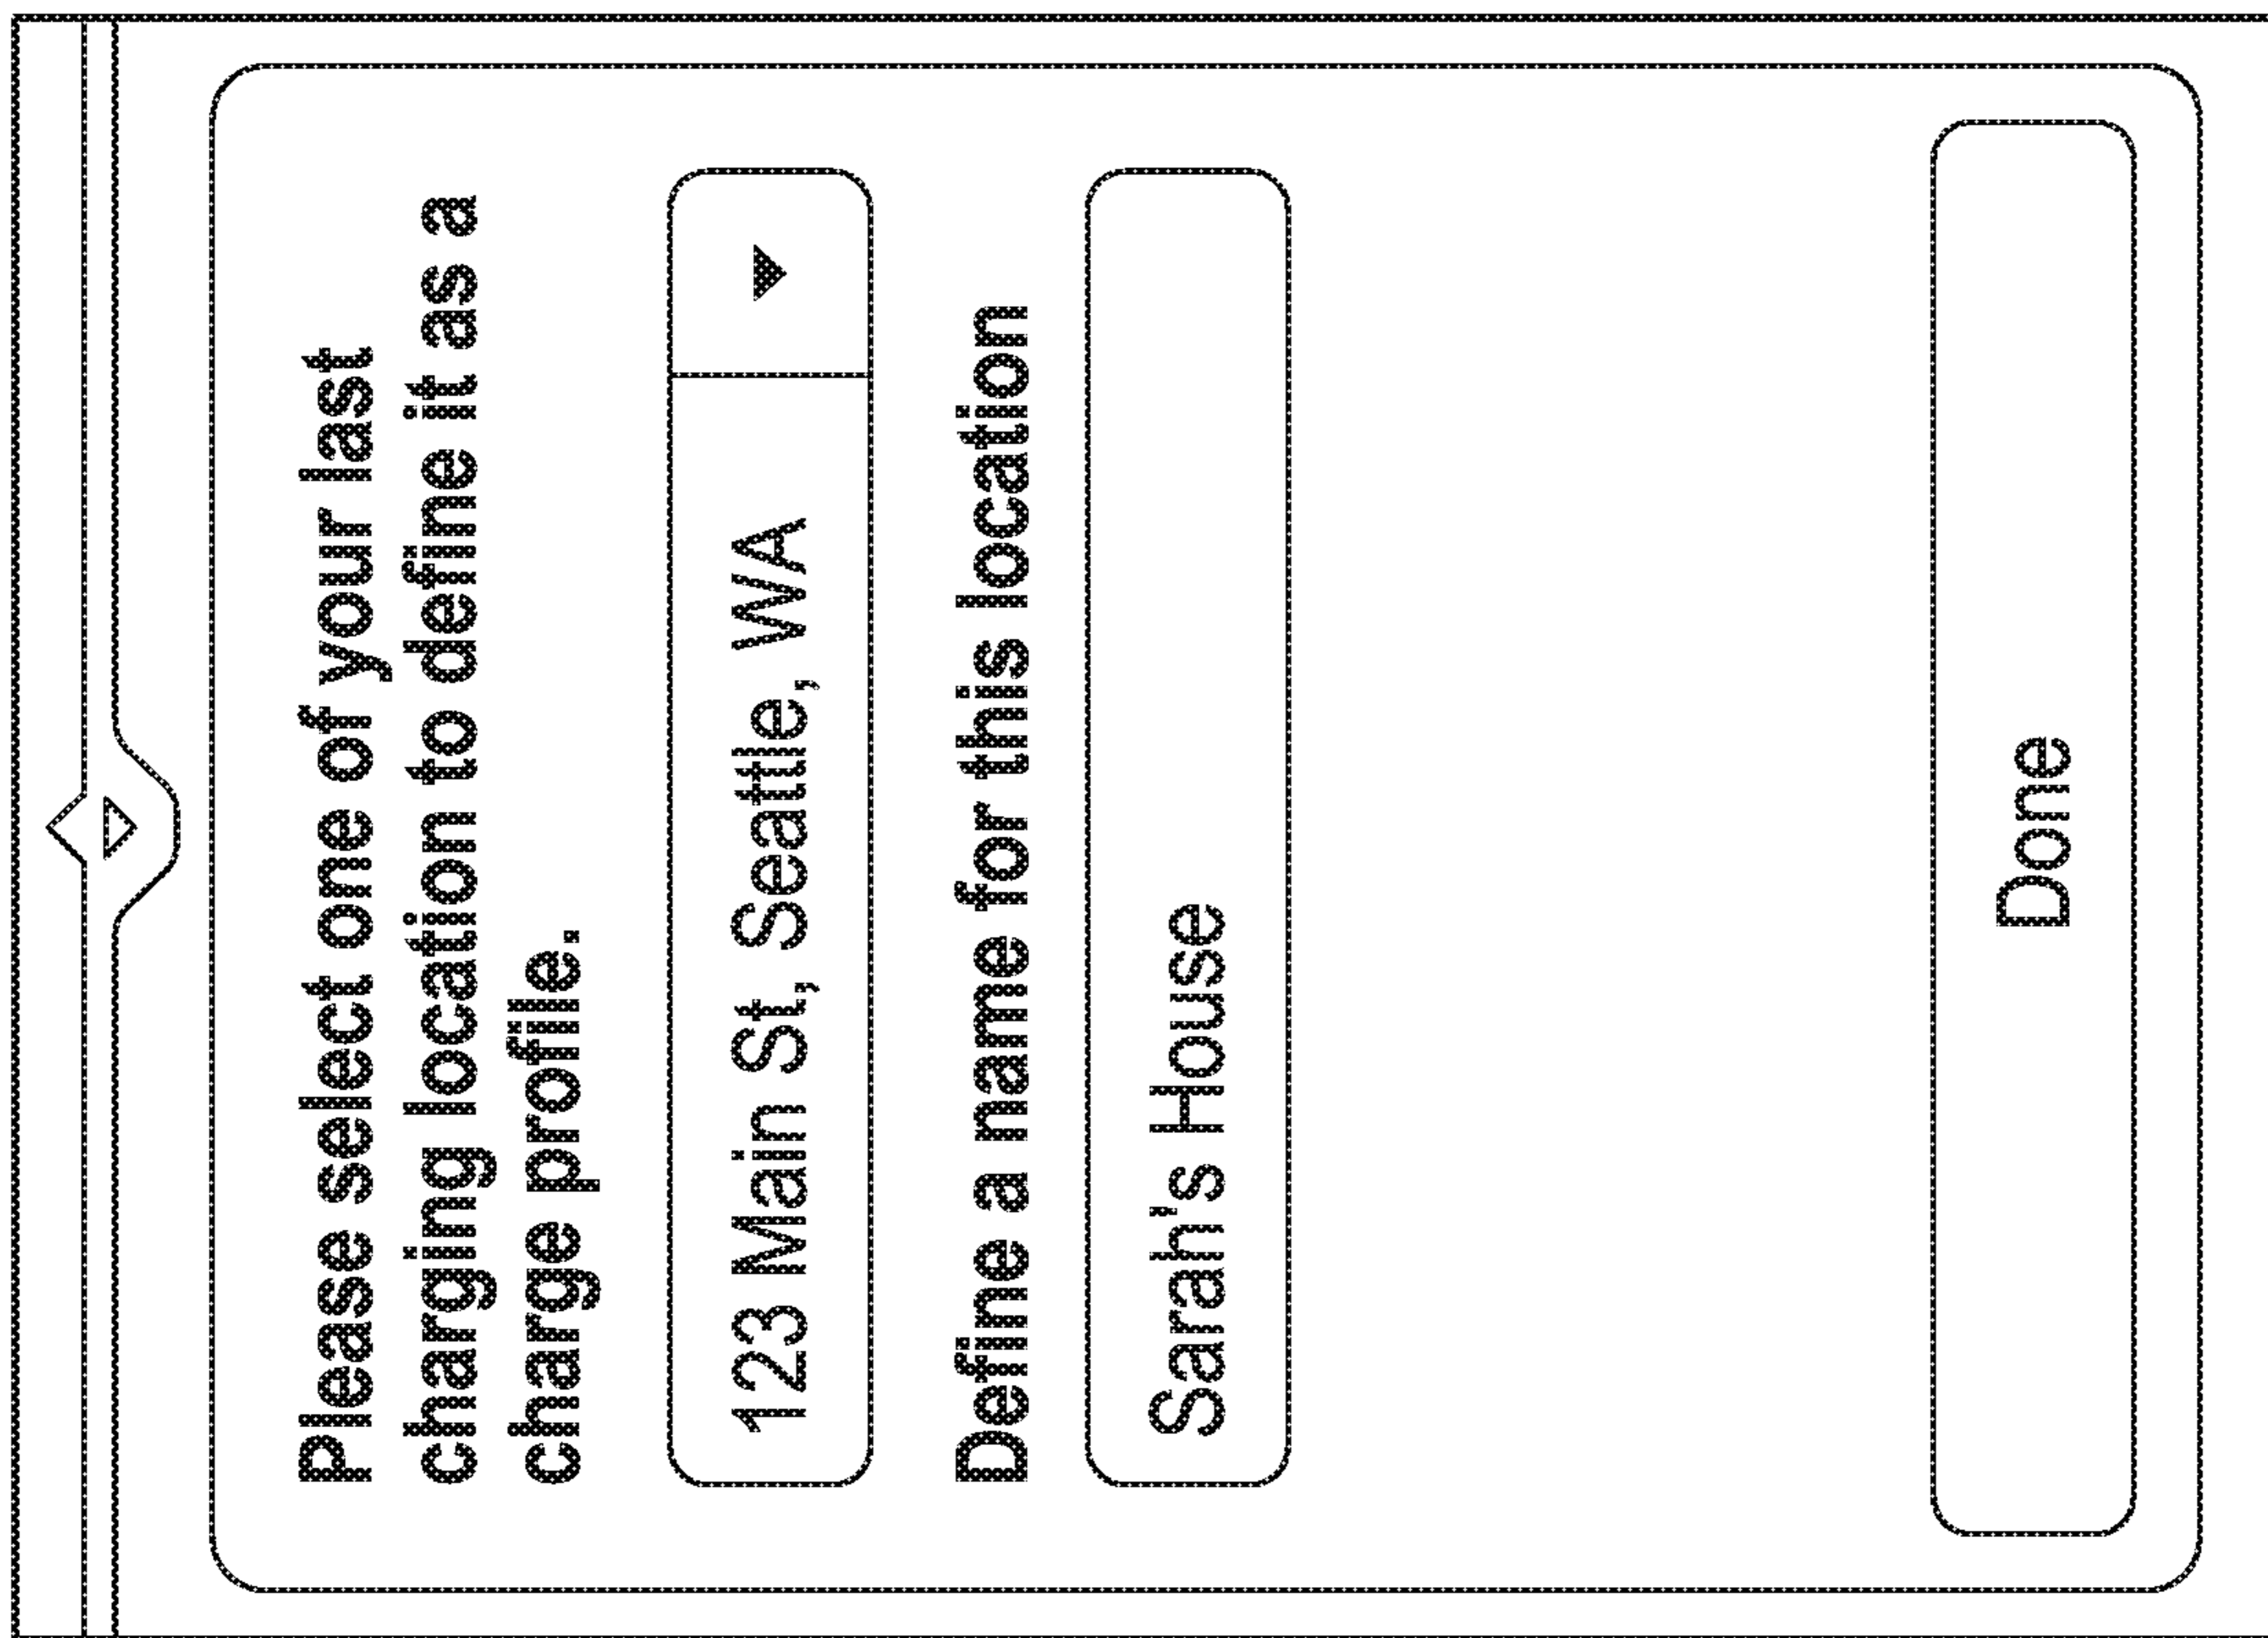 Please select one of your last
charging location to define it as a
charge profile.
123 Main St, Seattle, WA
Define a name for this location
Sarah's House
Done